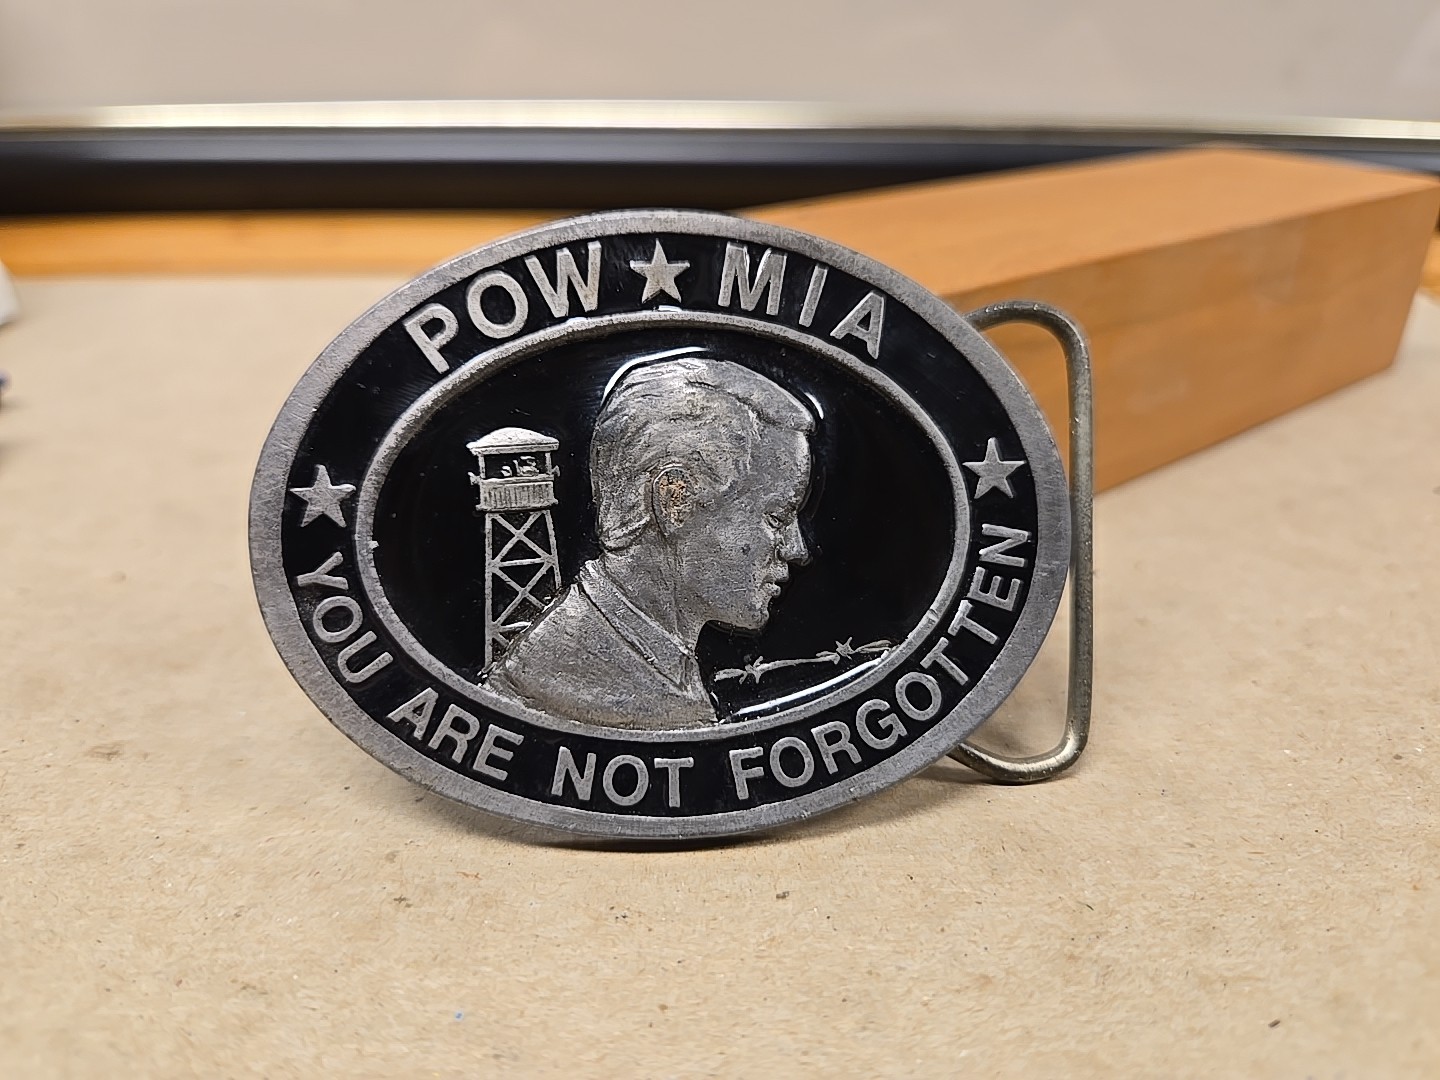 POW ★ MIA
★ YOU ARE NOT FORGOTTEN ★